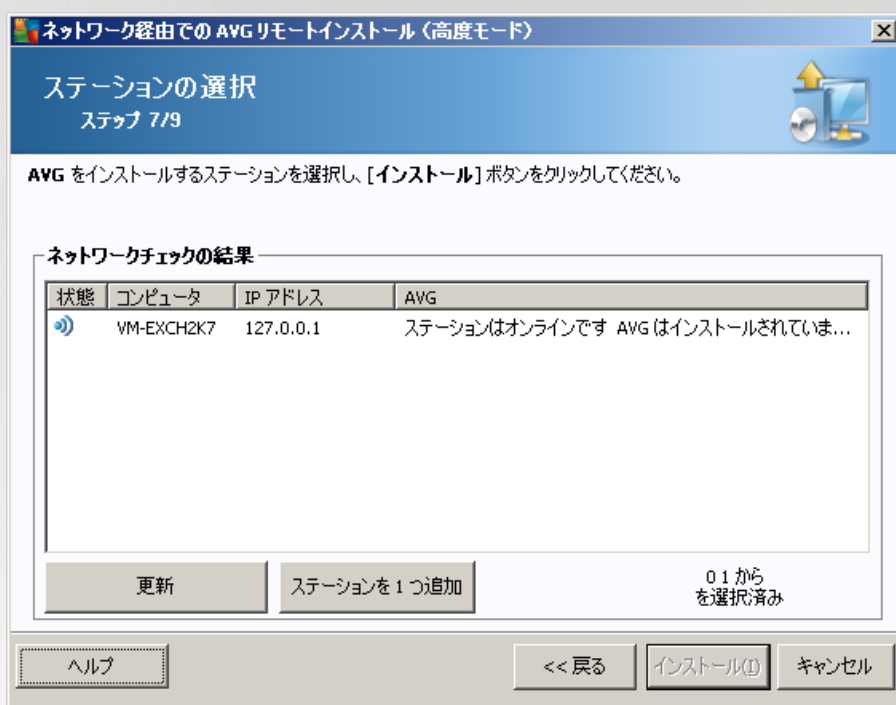 ネットワーク経由での AVG リモートインストール (高度モード)
ステーションの選択
ステップ 7/9
AVG をインストールするステーションを選択し、[インストール] ボタンをクリックしてください。
ネットワークチェックの結果
状態 コンピュータ IP アドレス AVG
VM-EXCH2K7 127.0.0.1 ステーションはオンラインです AVG はインストールされていま...
更新 ステーションを 1 つ追加 0 1 から
を選択済み
ヘルプ << 戻る インストール(I) キャンセル